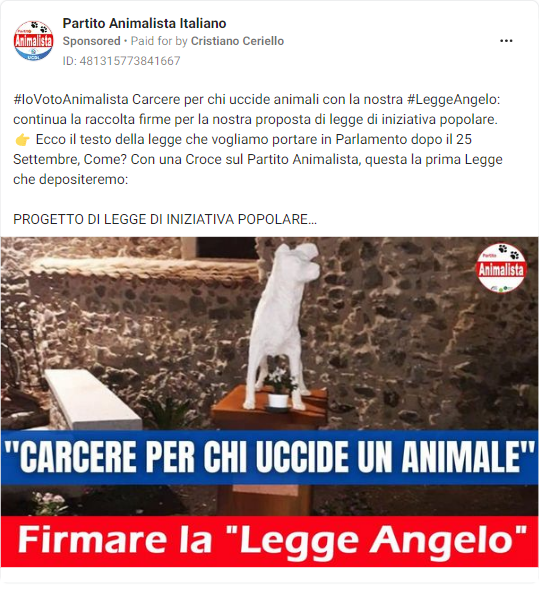 Partito Animalista Italiano
Sponsored • Paid for by Cristiano Ceriello
ID: 481315773841667
#IoVotoAnimalista Carcere per chi uccide animali con la nostra #LeggeAngelo:
continua la raccolta firme per la nostra proposta di legge di iniziativa popolare.
👉 Ecco il testo della legge che vogliamo portare in Parlamento dopo il 25
Settembre, Come? Con una Croce sul Partito Animalista, questa la prima Legge
che depositeremo:
PROGETTO DI LEGGE DI INIZIATIVA POPOLARE...
Partito
Animalista
"CARCERE PER CHI UCCIDE UN ANIMALE"
Firmare la "Legge Angelo"